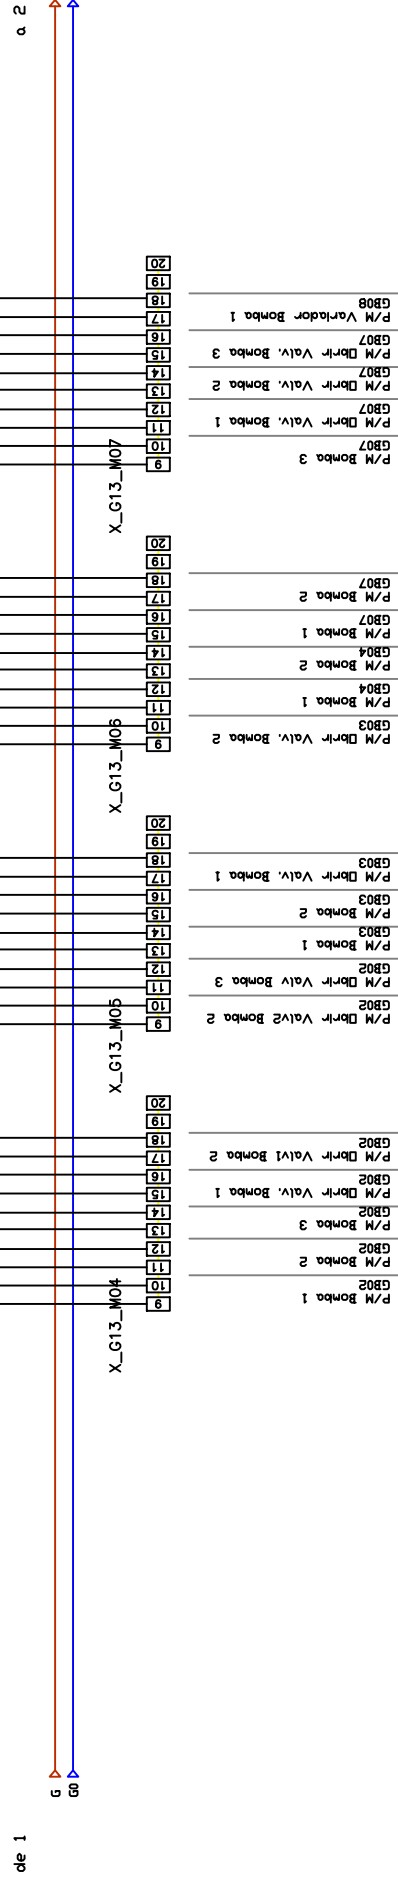 a 2
20
19
18
17
16
15
14
13
12
11
10
9
X_G13_M07
GB08
P/M Variador Bomba 1
GB07
P/M Obrir Valv. Bomba 3
GB07
P/M Obrir Valv. Bomba 2
GB07
P/M Obrir Valv. Bomba 1
GB07
P/M Bomba 3
20
19
18
17
16
15
14
13
12
11
10
9
X_G13_M06
GB07
P/M Bomba 2
GB07
P/M Bomba 1
GB04
P/M Bomba 2
GB04
P/M Bomba 1
GB03
P/M Obrir Valv. Bomba 2
20
19
18
17
16
15
14
13
12
11
10
9
X_G13_M05
GB03
P/M Obrir Valv. Bomba 1
GB03
P/M Bomba 2
GB03
P/M Bomba 1
GB02
P/M Obrir Valv Bomba 3
GB02
P/M Obrir Valv2 Bomba 2
20
19
18
17
16
15
14
13
12
11
10
9
X_G13_M04
GB02
P/M Obrir Valv1 Bomba 2
GB02
P/M Obrir Valv. Bomba 1
GB02
P/M Bomba 3
GB02
P/M Bomba 2
GB02
P/M Bomba 1
G
G0
de 1